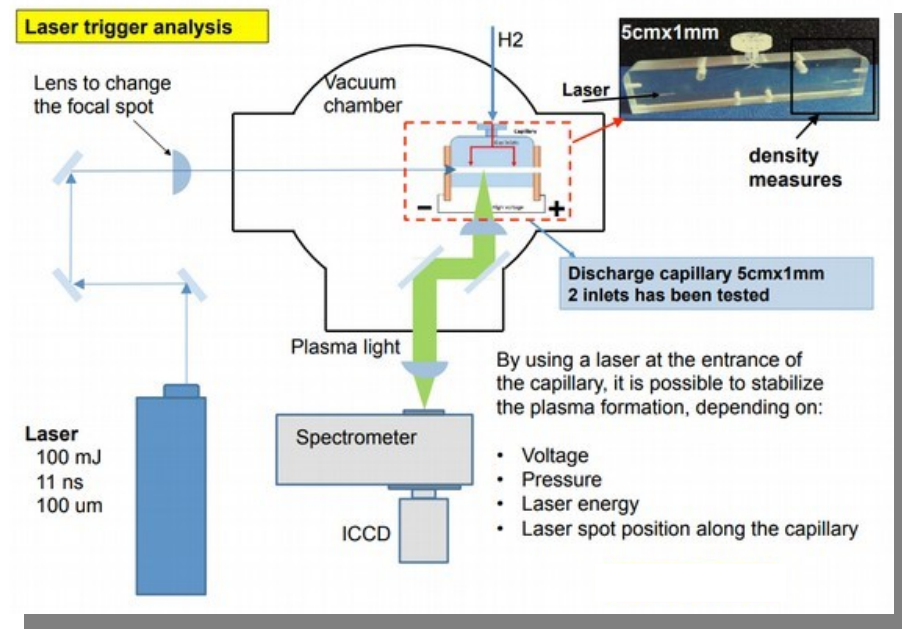 Laser trigger analysis
H2
5cmx1mm
Lens to change
the focal spot
Vacuum
chamber
Laser
Capillary
density
measures
−
High voltage
+
Discharge capillary 5cmx1mm
2 inlets has been tested
Plasma light
By using a laser at the entrance of
the capillary, it is possible to stabilize
the plasma formation, depending on:
Laser
100 mJ
11 ns
100 um
Spectrometer
• Voltage
• Pressure
• Laser energy
• Laser spot position along the capillary
ICCD